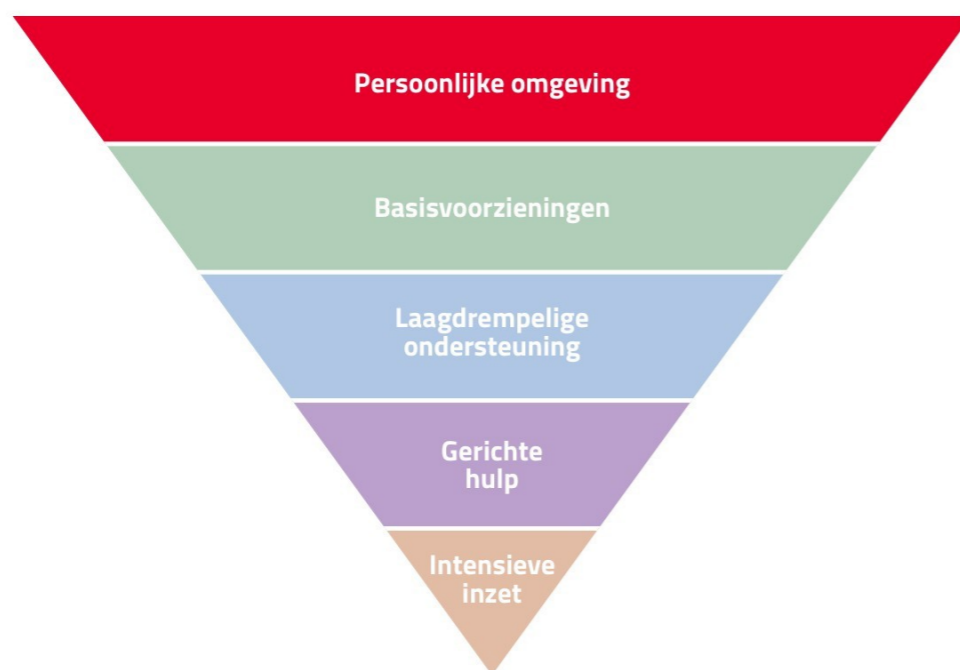 Persoonlijke omgeving
Basisvoorzieningen
Laagdrempelige
ondersteuning
Gerichte
hulp
Intensieve
inzet